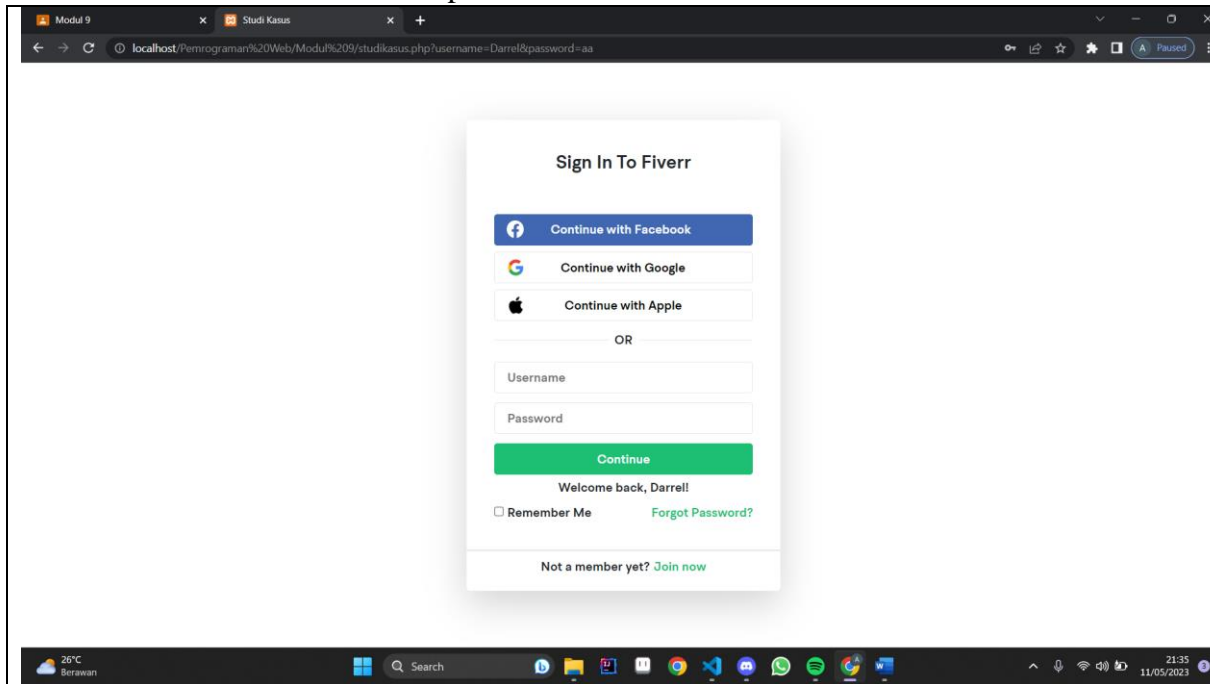 Modul 9
Studi Kasus
localhost/Pemrograman%20Web/Modul%209/studikasus.php?username=Darrel&password=aa
A Paused
Sign In To Fiverr
Continue with Facebook
Continue with Google
Continue with Apple
OR
Username
Password
Continue
Welcome back, Darrel!
Remember Me Forgot Password?
Not a member yet? Join now
26°C
Berawan
Search
21:35
11/05/2023
3